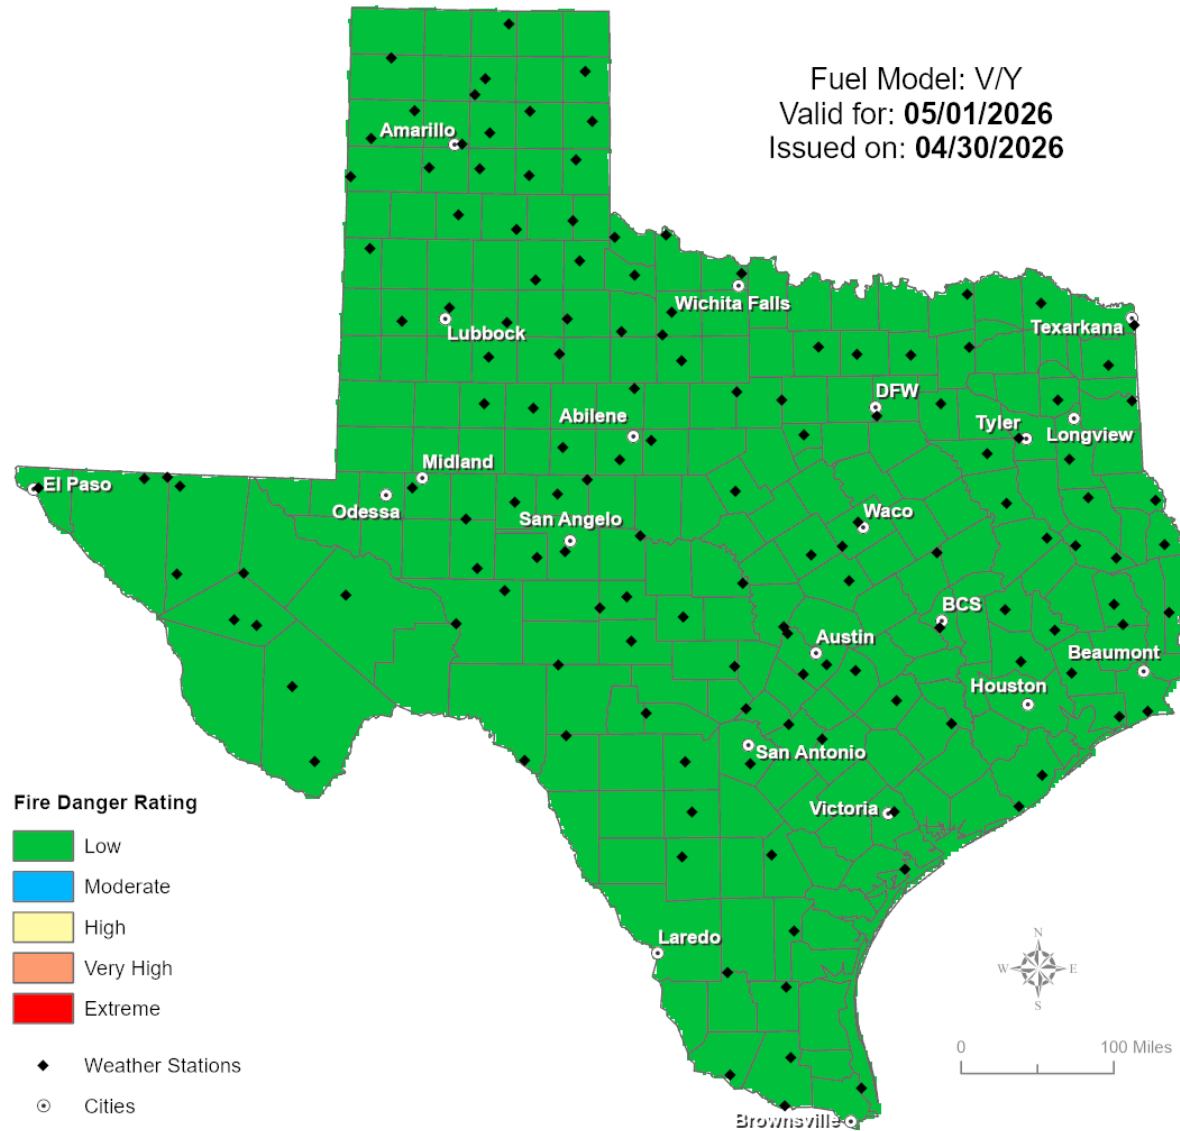 Fuel Model: V/Y
Valid for: 05/01/2026
Issued on: 04/30/2026
Amarillo
Wichita Falls
Lubbock
Texarkana
DFW
Abilene
Tyler
Longview
Midland
El Paso
Odessa
San Angelo
Waco
BCS
Austin
Beaumont
Houston
San Antonio
Victoria
Laredo
Brownsville
Fire Danger Rating
Low
Moderate
High
Very High
Extreme
Weather Stations
Cities
N
W E
S
0 100 Miles